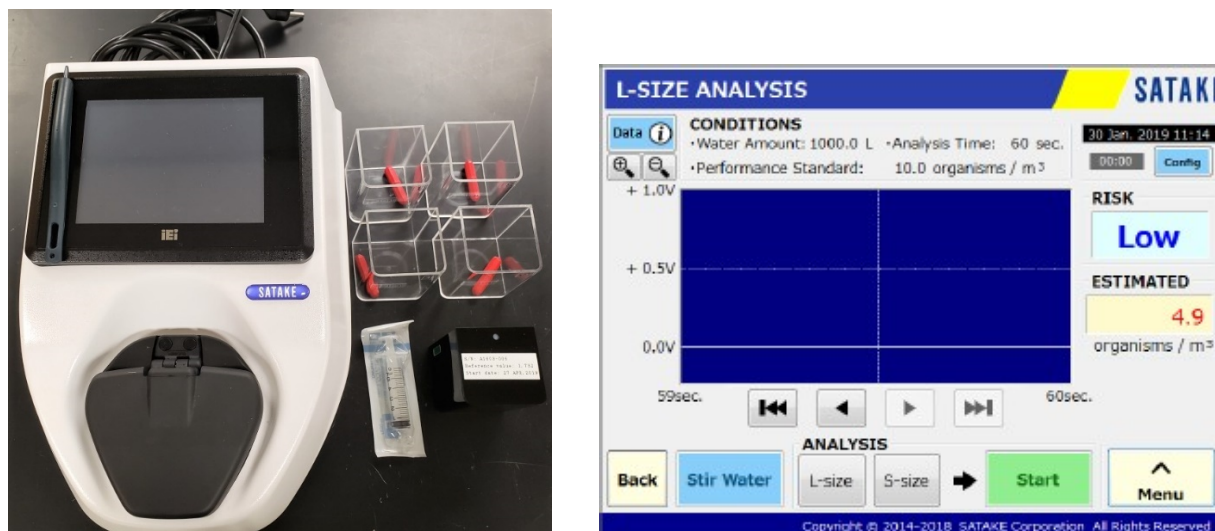 iEi
SATAKE
L-SIZE ANALYSIS
SATAKE
Data i
CONDITIONS
・Water Amount: 1000.0 L ・Analysis Time: 60 sec.
・Performance Standard: 10.0 organisms / m³
30 Jan. 2019 11:14
00:00 Config
+ 1.0V
+ 0.5V
0.0V
59sec.
60sec.
RISK
Low
ESTIMATED
4.9
organisms / m³
ANALYSIS
Back
Stir Water
L-size
S-size
Start
Menu
Copyright © 2014-2018 SATAKE Corporation All Rights Reserved